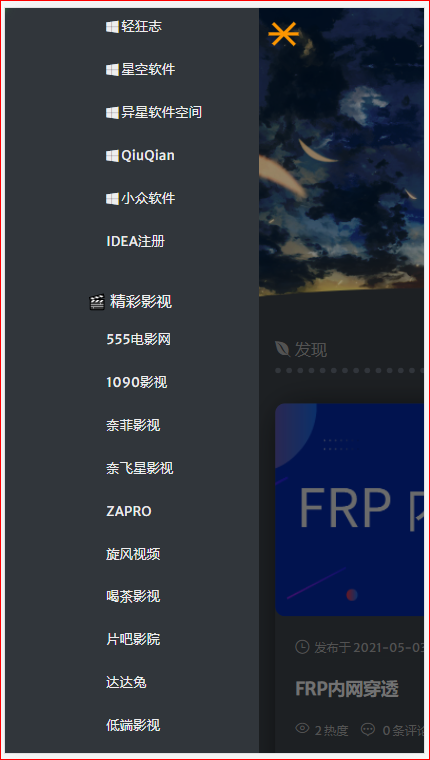 轻狂志
星空软件
异星软件空间
QiuQian
小众软件
IDEA注册
精彩影视
555电影网
1090影视
奈菲影视
奈飞星影视
ZAPRO
旋风视频
喝茶影视
片吧影院
达达兔
低端影视
发现
FRP 内
发布于 2021-05-03
FRP内网穿透
2 热度 0 条评论